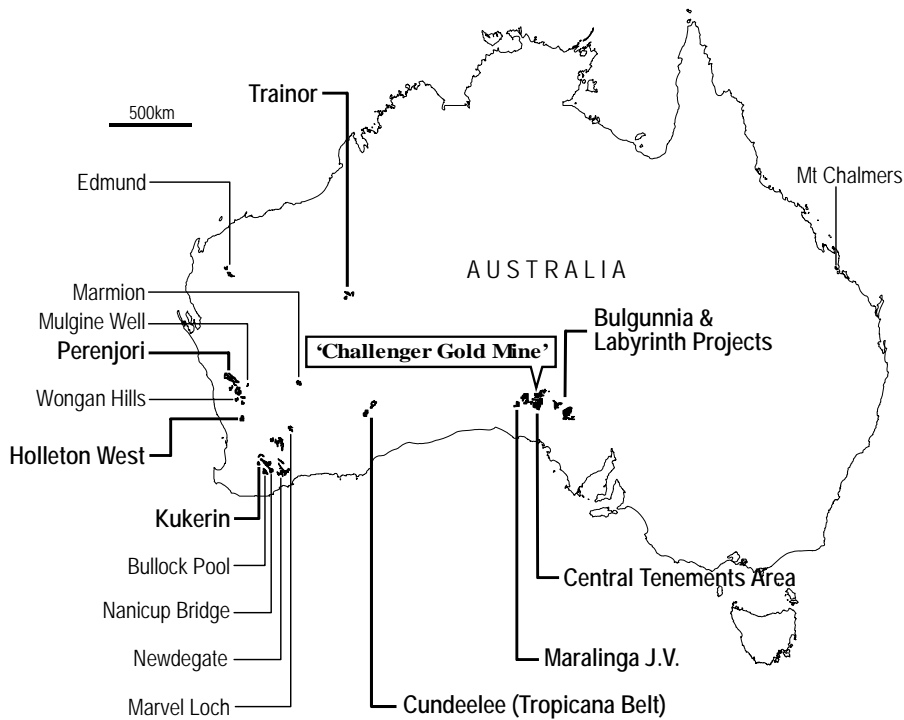 Trainor
500km
Edmund
Mt Chalmers
AUSTRALIA
Marmion
Mulgine Well
Perenjori
Bulgunnia &
Labyrinth Projects
‘Challenger Gold Mine’
Wongan Hills
Holleton West
Kukerin
Bullock Pool
Central Tenements Area
Nanicup Bridge
Newdegate
Maralinga J.V.
Marvel Loch
Cundeelee (Tropicana Belt)